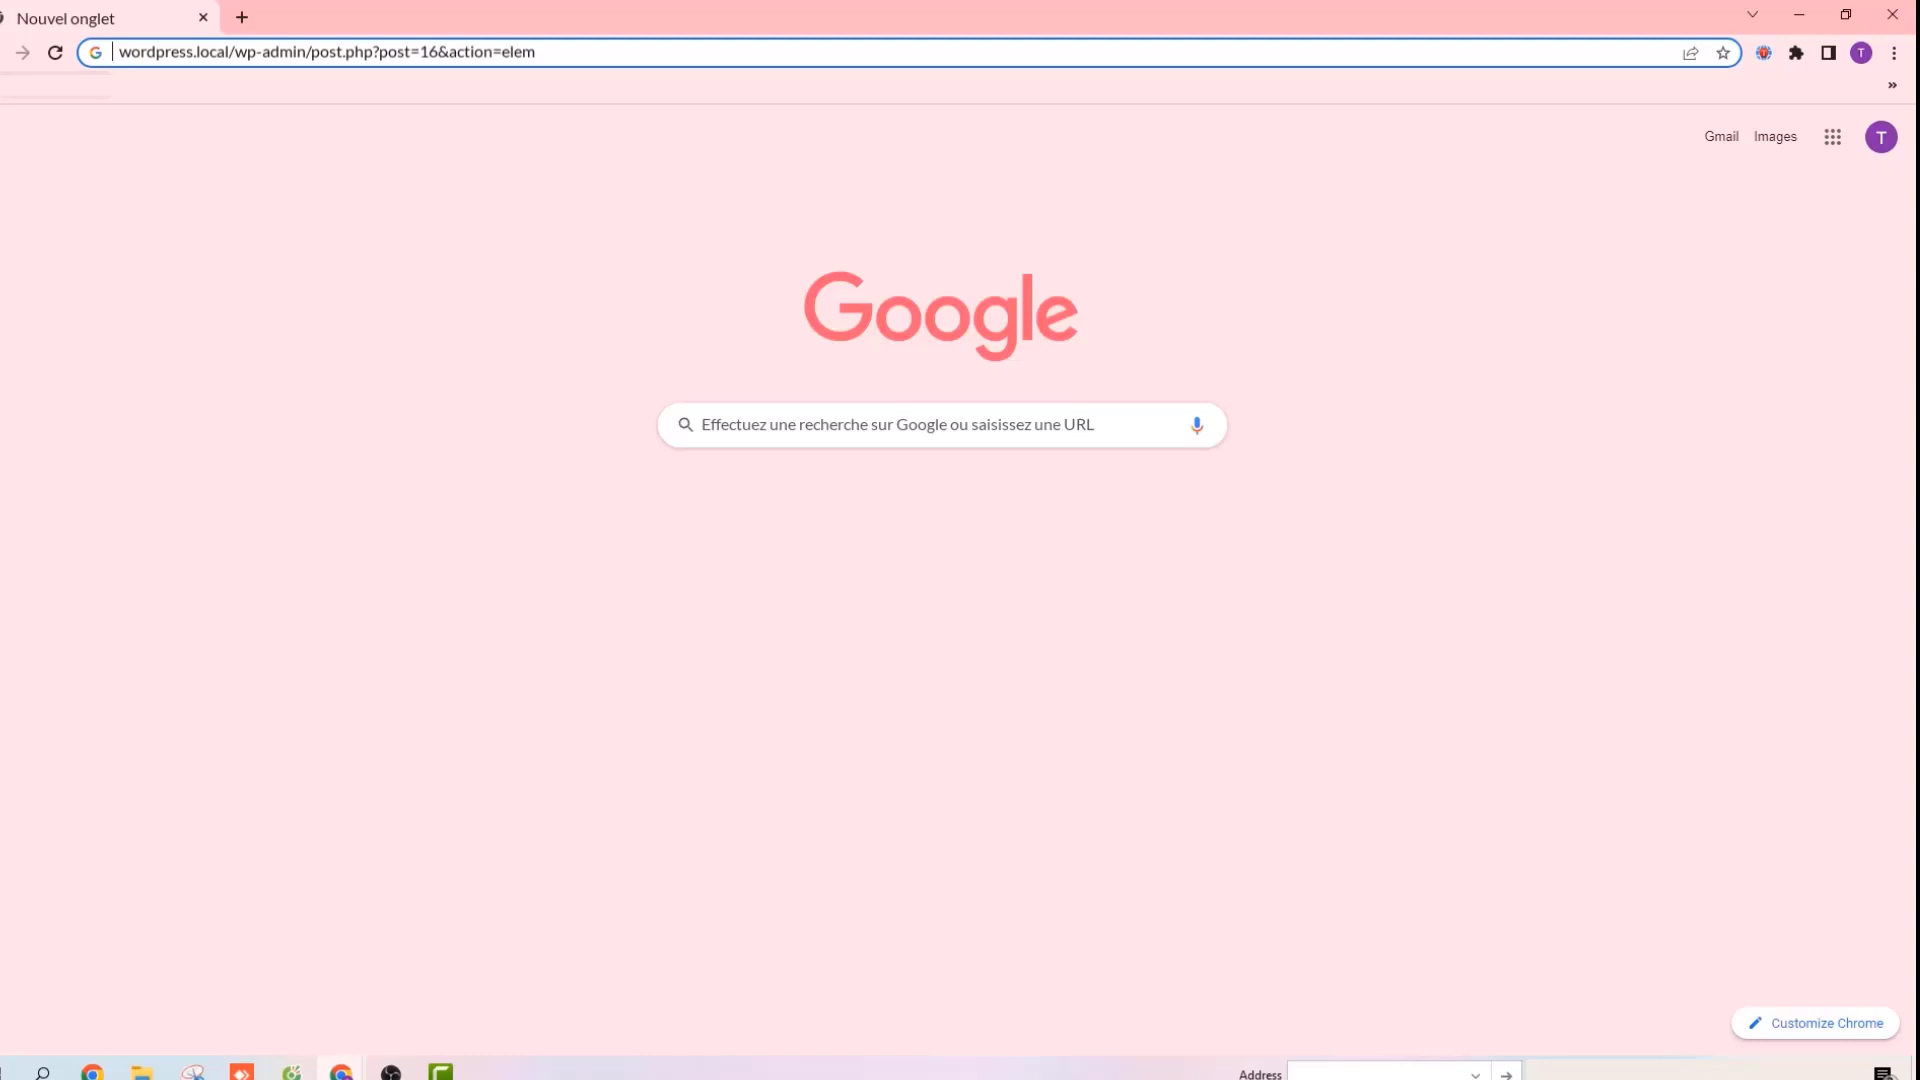 Nouvel onglet
wordpress.local/wp-admin/post.php?post=16&action=elem
Gmail Images
T
Google
Effectuez une recherche sur Google ou saisissez une URL
Customize Chrome
Address